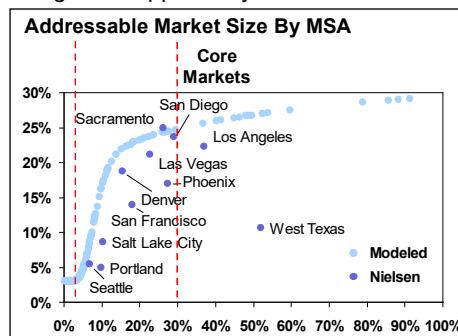 Addressable Market Size By MSA
Core
Markets
30%
San Diego
Sacramento
25%
Los Angeles
20%
Las Vegas
Phoenix
15%
Denver
San Francisco
West Texas
10%
Salt Lake City
Modeled
5%
Portland
Nielsen
Seattle
0%
0% 10% 20% 30% 40% 50% 60% 70% 80% 90% 100%